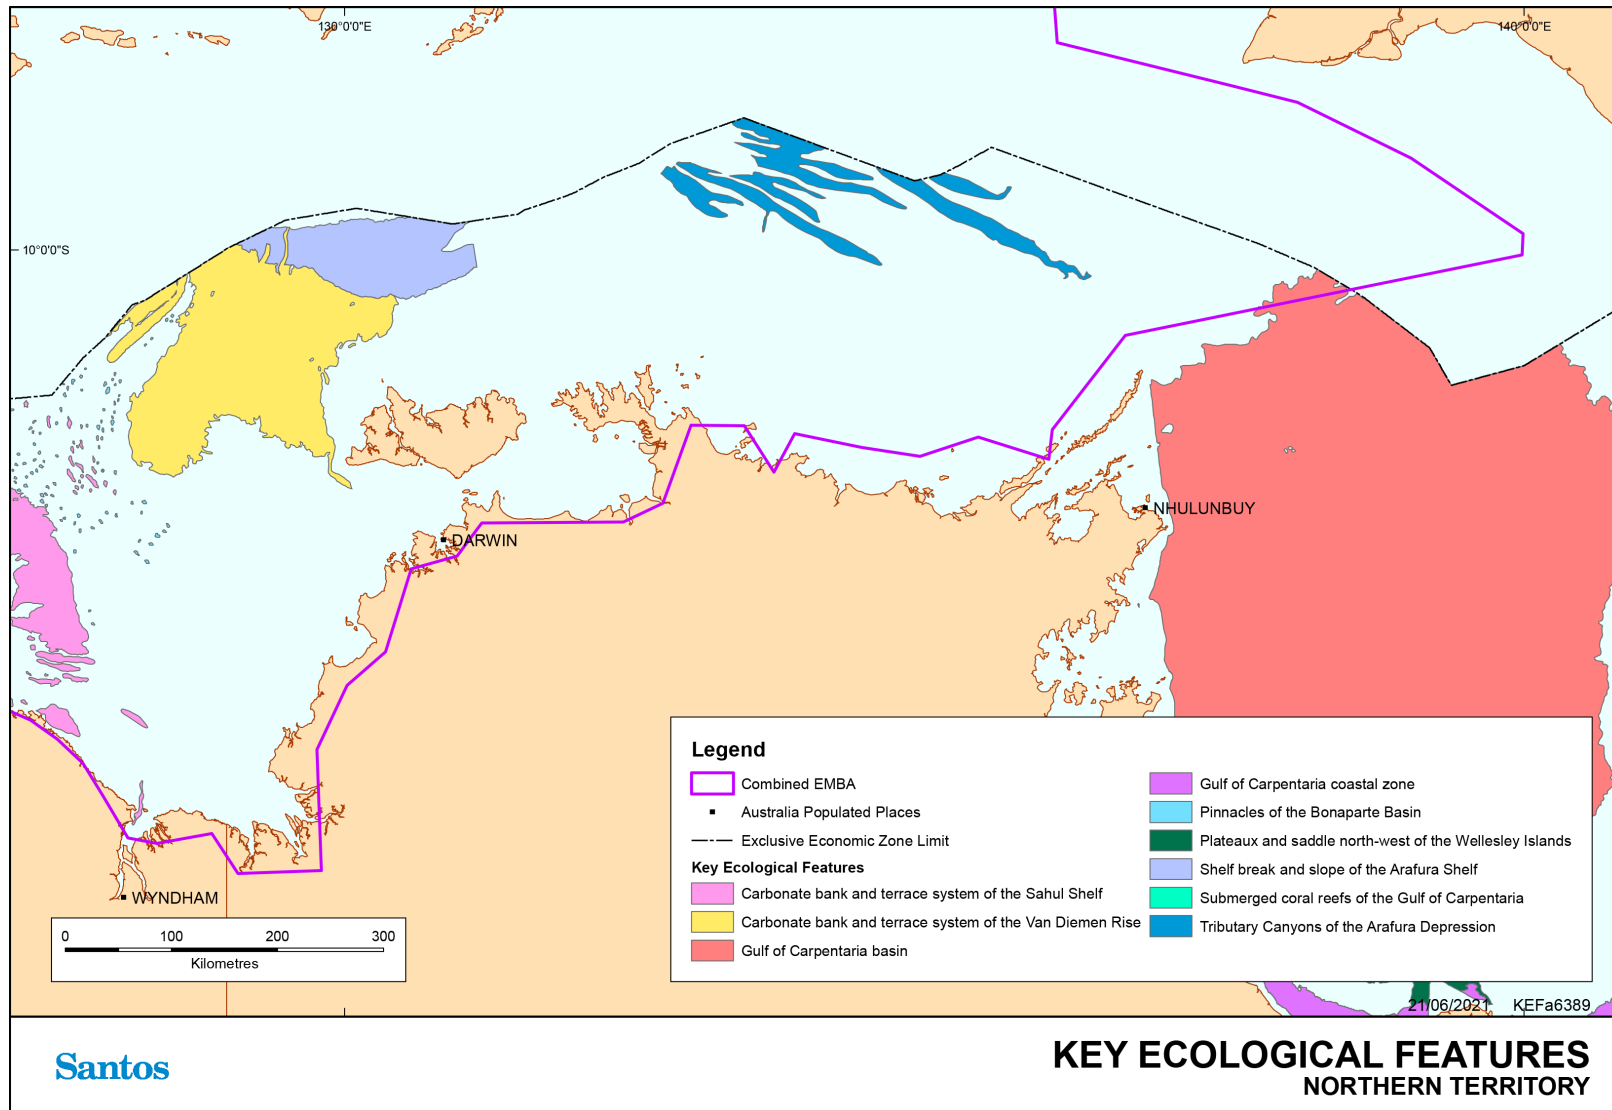 130°0'0"E
140°0'0"E
10°0'0"S
NHULUNBUY
DARWIN
WYNDHAM
0 100 200 300
Kilometres
Legend
Combined EMBA
Australia Populated Places
Exclusive Economic Zone Limit
Key Ecological Features
Carbonate bank and terrace system of the Sahul Shelf
Carbonate bank and terrace system of the Van Diemen Rise
Gulf of Carpentaria basin
Gulf of Carpentaria coastal zone
Pinnacles of the Bonaparte Basin
Plateaux and saddle north-west of the Wellesley Islands
Shelf break and slope of the Arafura Shelf
Submerged coral reefs of the Gulf of Carpentaria
Tributary Canyons of the Arafura Depression
21/06/2021 KEFa6389
Santos
KEY ECOLOGICAL FEATURES
NORTHERN TERRITORY